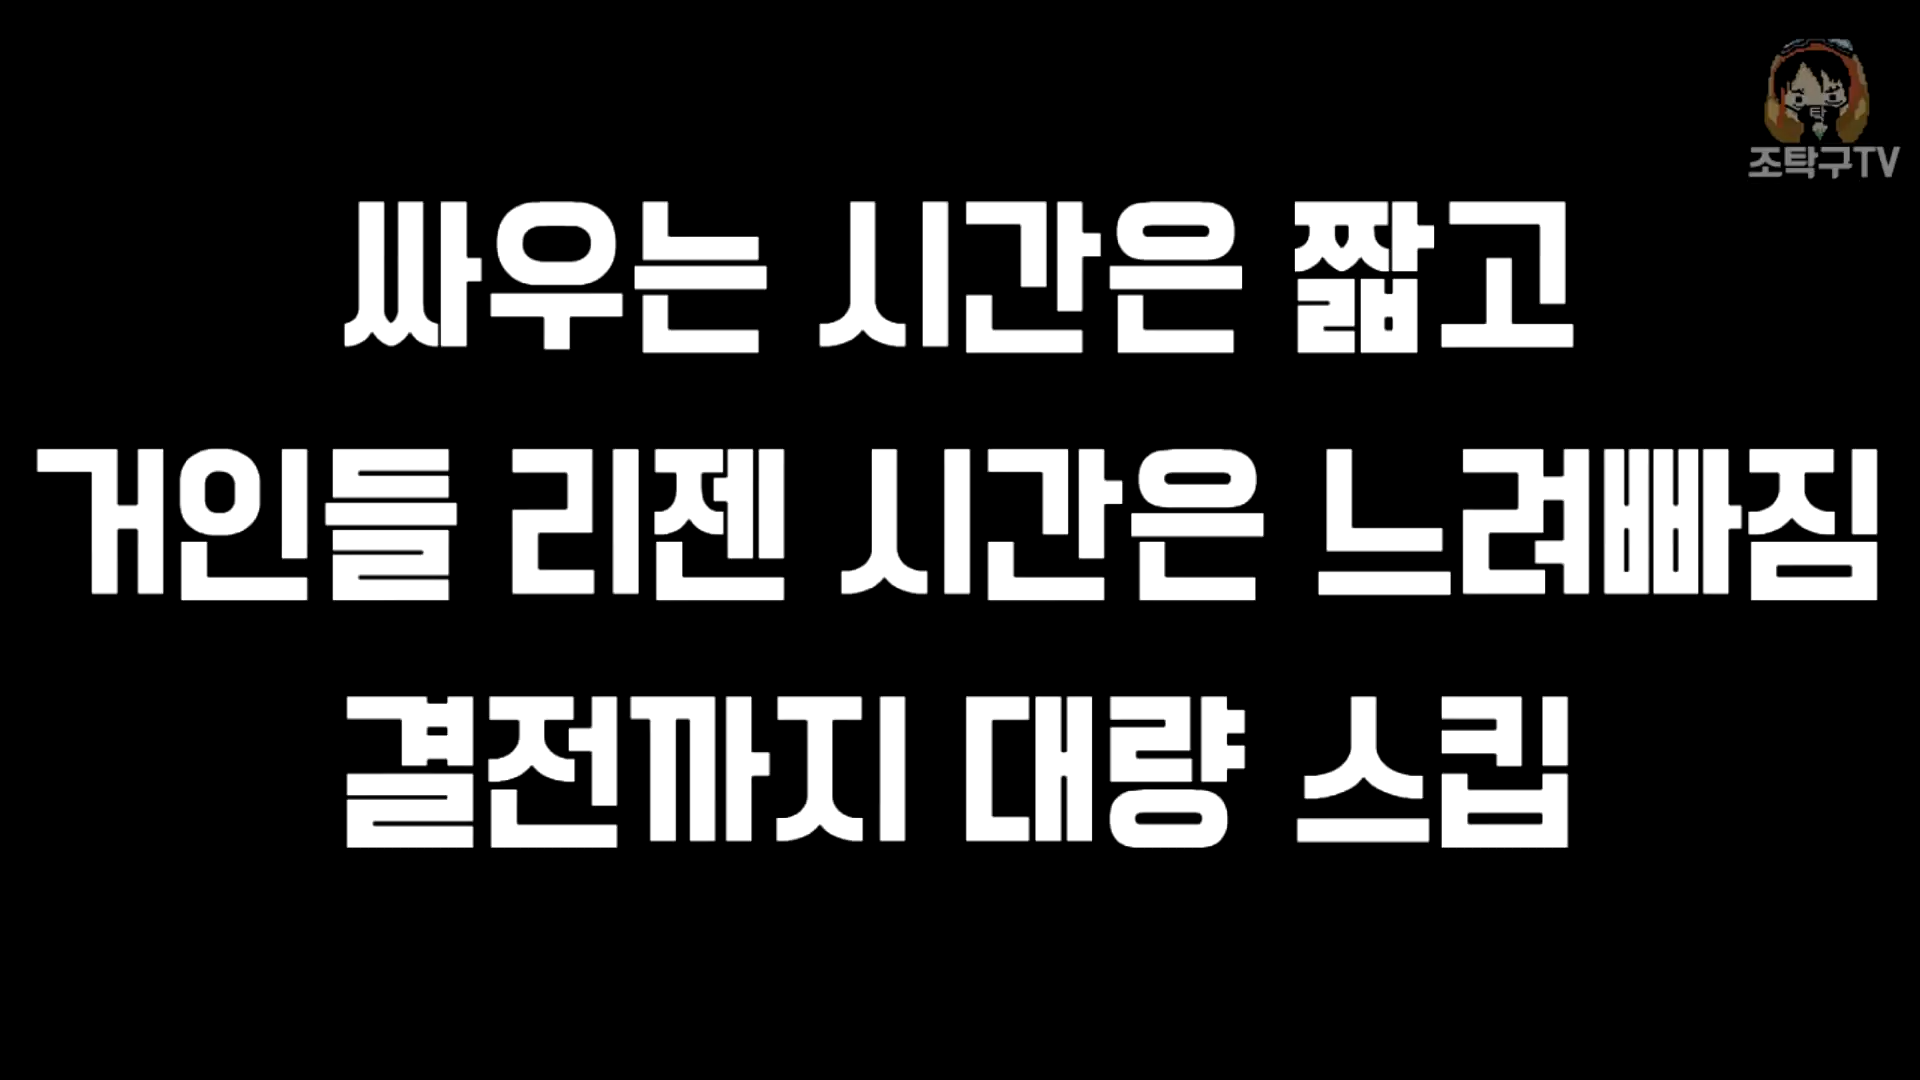 탁
조탁구TV
싸우는 시간은 짧고
거인들 리젠 시간은 느려빠짐
결전까지 대량 스킵